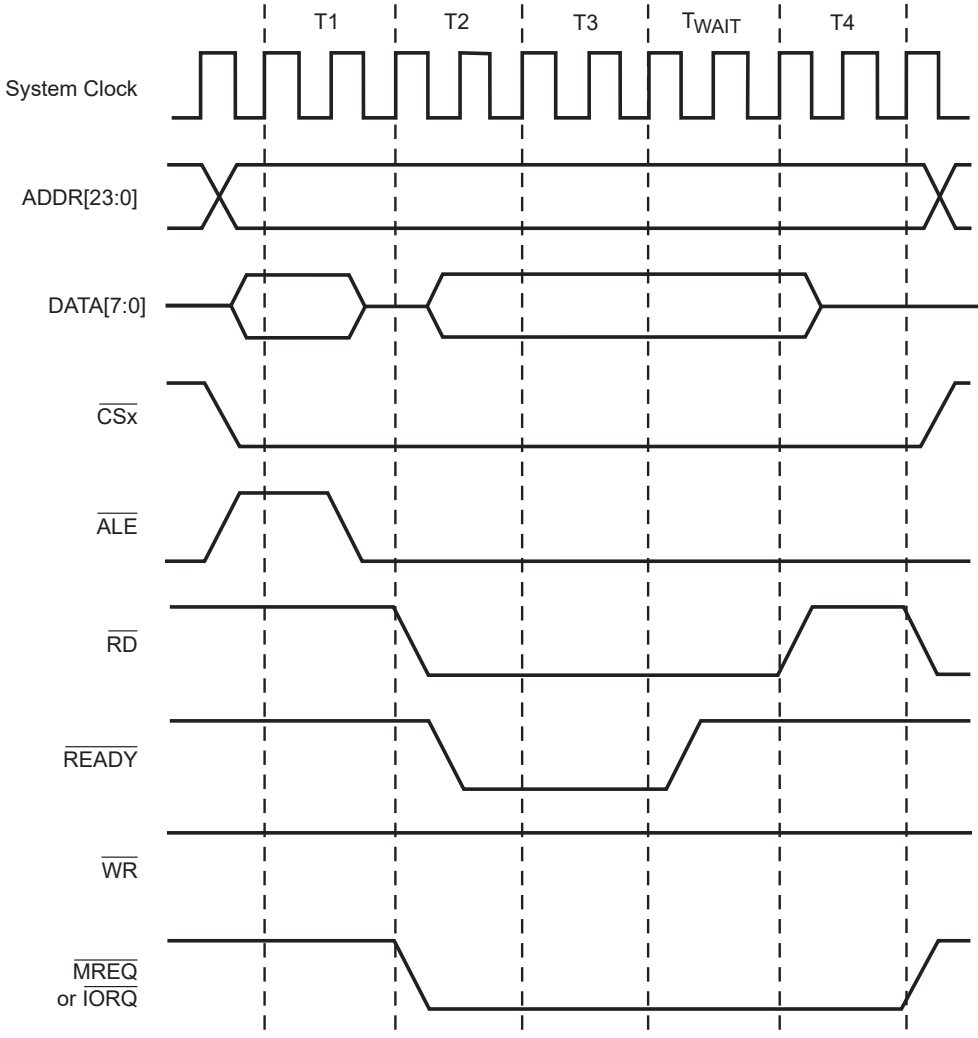 T1 T2 T3 TWAIT T4
System Clock
ADDR[23:0]
DATA[7:0]
CSx
ALE
RD
READY
WR
MREQ
or IORQ